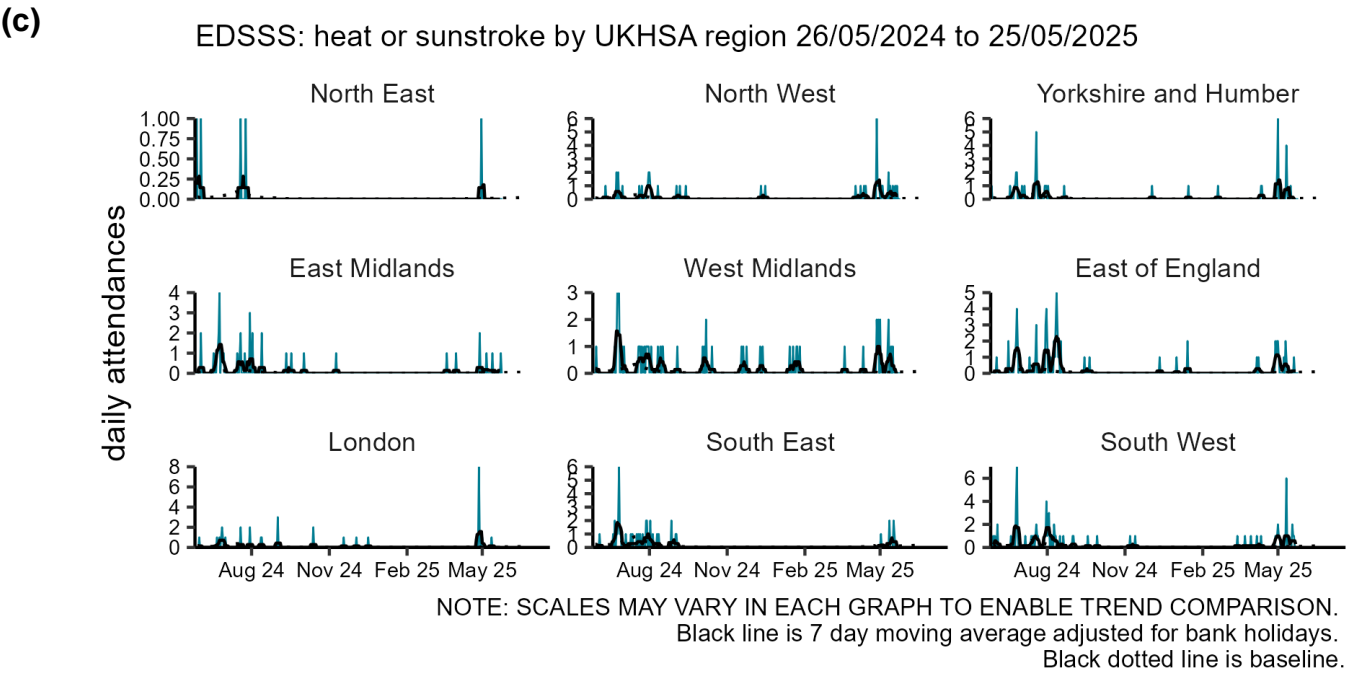 (c)
EDSSS: heat or sunstroke by UKHSA region 26/05/2024 to 25/05/2025
daily attendances
North East
1.00
0.75
0.50
0.25
0.00
North West
6
5
4
3
2
1
0
Yorkshire and Humber
6
5
4
3
2
1
0
East Midlands
4
3
2
1
0
West Midlands
3
2
1
0
East of England
5
4
3
2
1
0
London
8
6
4
2
0
South East
6
5
4
3
2
1
0
South West
6
4
2
0
Aug 24 Nov 24 Feb 25 May 25
Aug 24 Nov 24 Feb 25 May 25
Aug 24 Nov 24 Feb 25 May 25
NOTE: SCALES MAY VARY IN EACH GRAPH TO ENABLE TREND COMPARISON.
Black line is 7 day moving average adjusted for bank holidays.
Black dotted line is baseline.